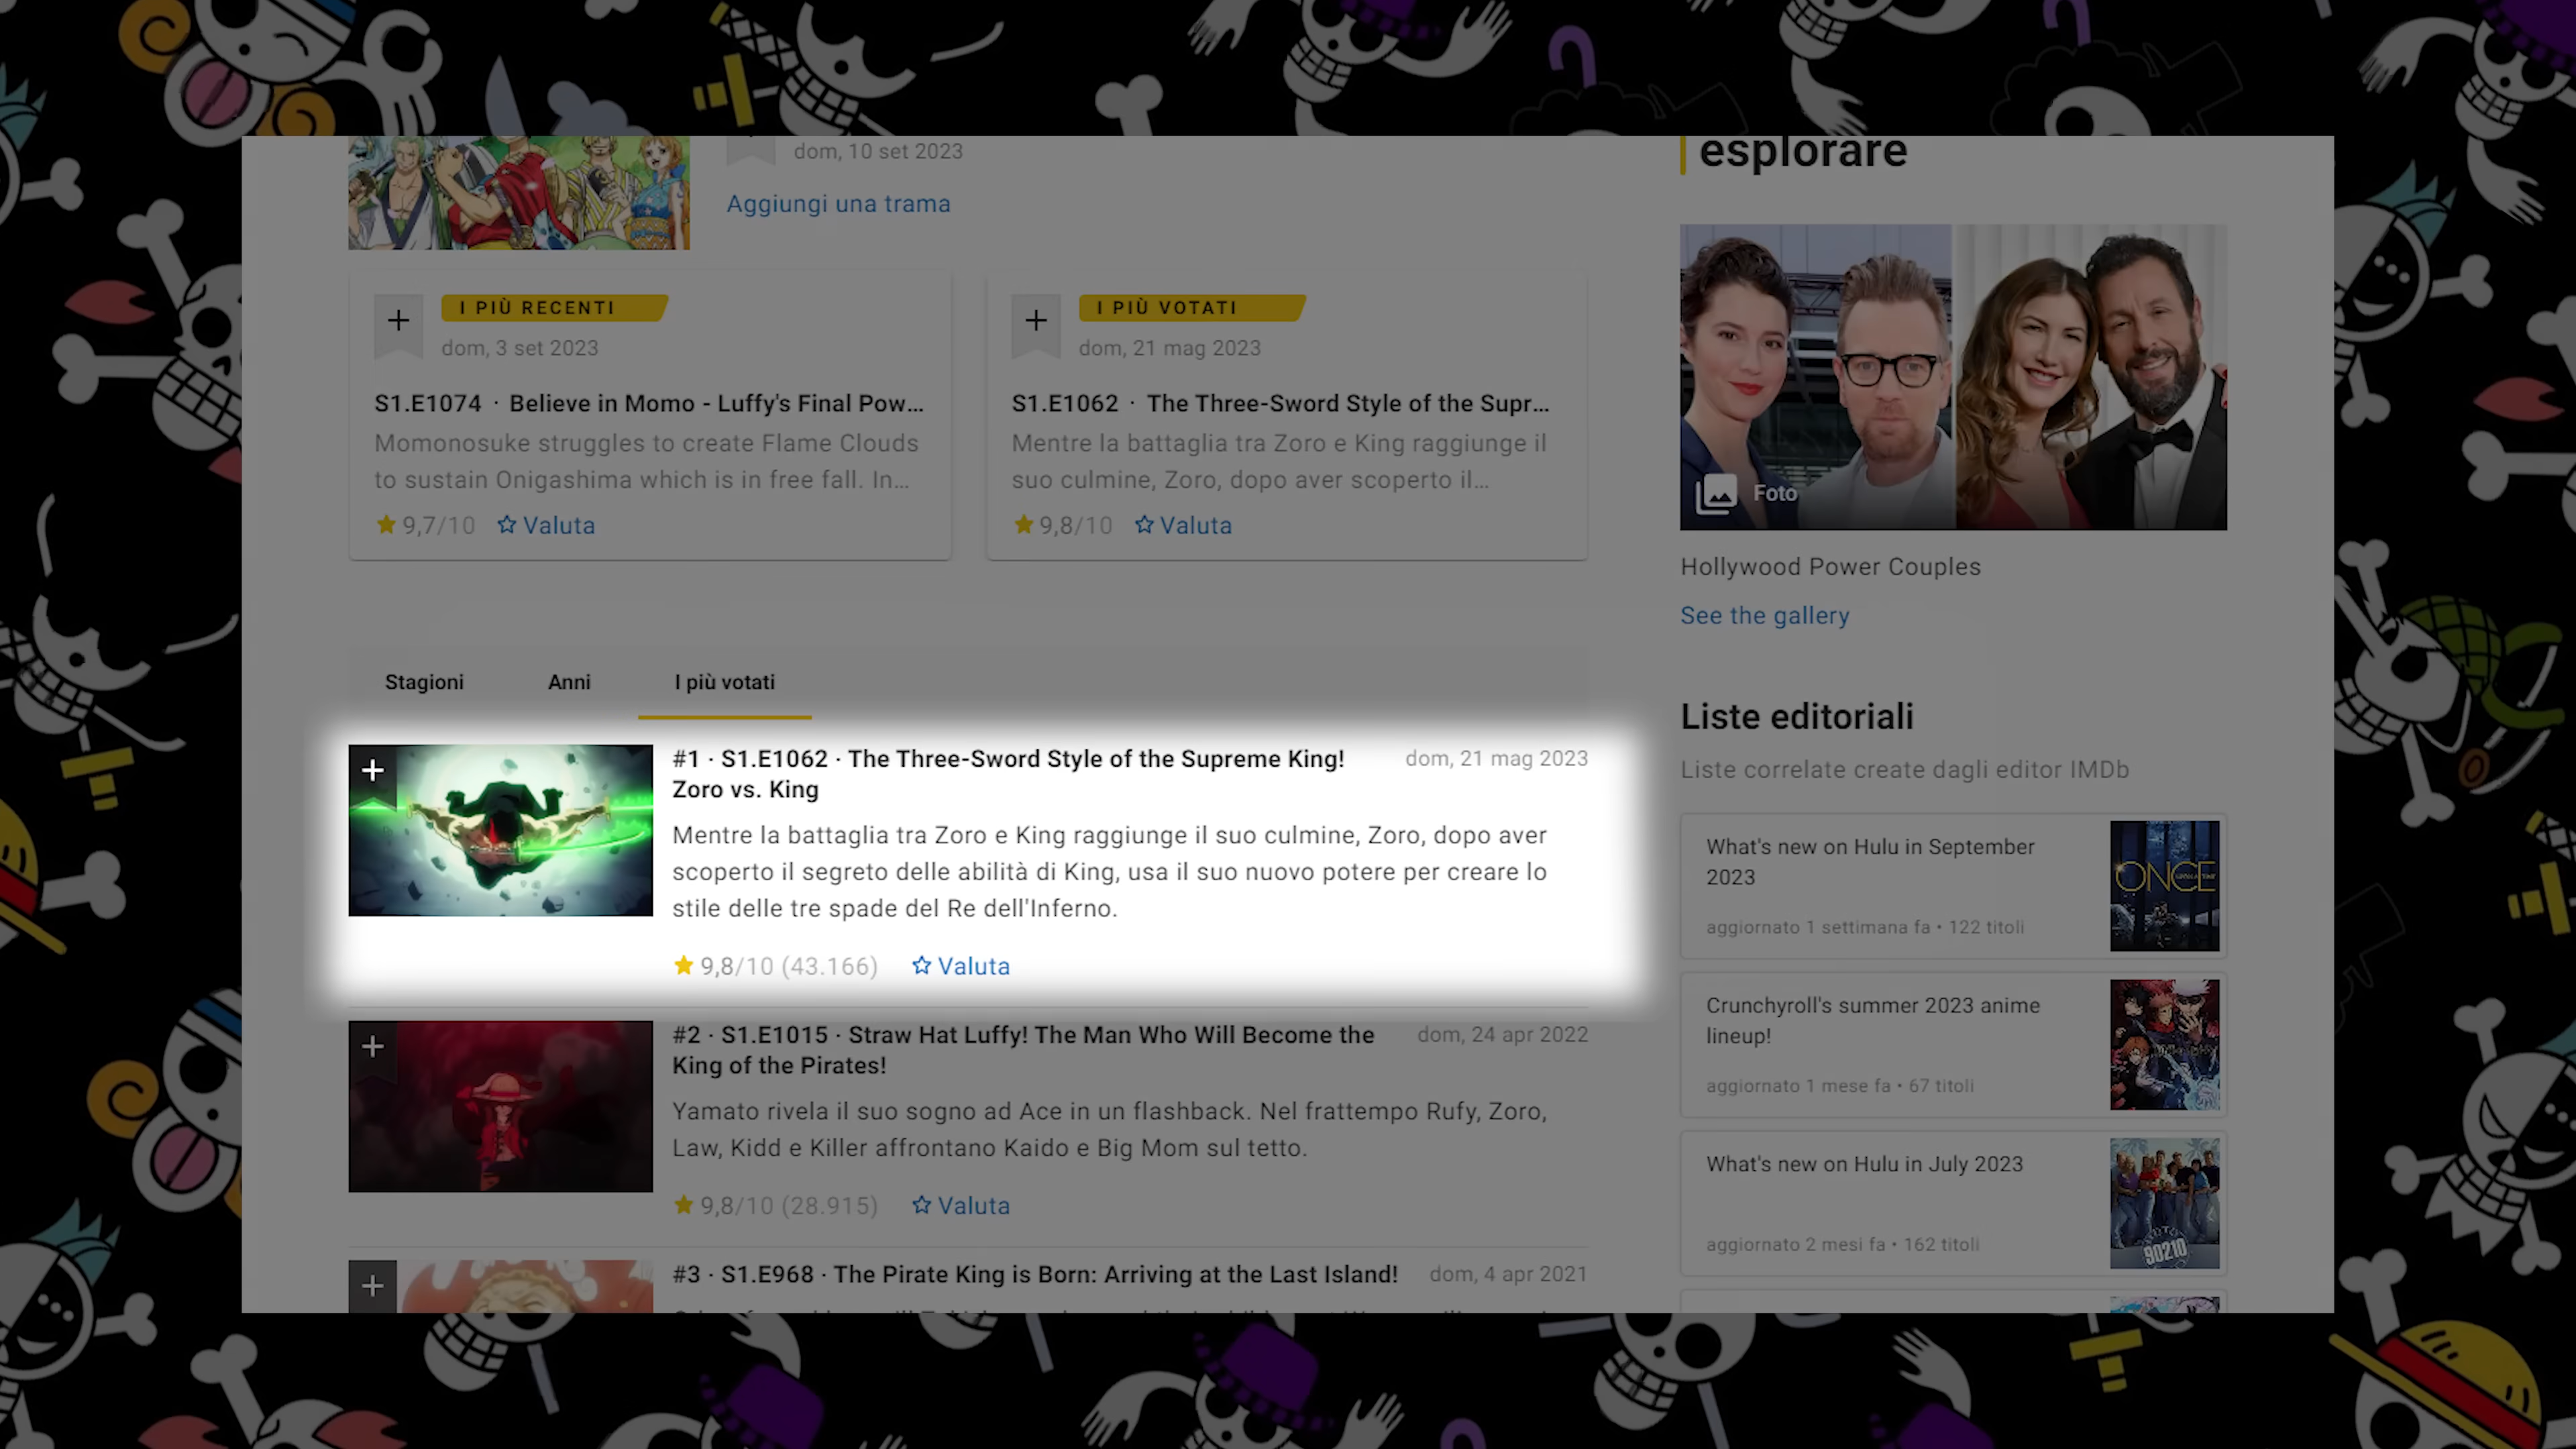 dom, 10 set 2023
Aggiungi una trama
I PIÙ RECENTI
dom, 3 set 2023
S1.E1074 · Believe in Momo - Luffy's Final Pow...
Momonosuke struggles to create Flame Clouds
to sustain Onigashima which is in free fall. In...
9,7/10 Valuta
I PIÙ VOTATI
dom, 21 mag 2023
S1.E1062 · The Three-Sword Style of the Supr...
Mentre la battaglia tra Zoro e King raggiunge il
suo culmine, Zoro, dopo aver scoperto il...
9,8/10 Valuta
Stagioni Anni I più votati
#1 · S1.E1062 · The Three-Sword Style of the Supreme King! dom, 21 mag 2023
Zoro vs. King
Mentre la battaglia tra Zoro e King raggiunge il suo culmine, Zoro, dopo aver
scoperto il segreto delle abilità di King, usa il suo nuovo potere per creare lo
stile delle tre spade del Re dell'Inferno.
9,8/10 (43.166) Valuta
#2 · S1.E1015 · Straw Hat Luffy! The Man Who Will Become the dom, 24 apr 2022
King of the Pirates!
Yamato rivela il suo sogno ad Ace in un flashback. Nel frattempo Rufy, Zoro,
Law, Kidd e Killer affrontano Kaido e Big Mom sul tetto.
9,8/10 (28.915) Valuta
#3 · S1.E968 · The Pirate King is Born: Arriving at the Last Island! dom, 4 apr 2021
esplorare
Foto
Hollywood Power Couples
See the gallery
Liste editoriali
Liste correlate create dagli editor IMDb
What's new on Hulu in September
2023
aggiornato 1 settimana fa • 122 titoli
ONCE
Crunchyroll's summer 2023 anime
lineup!
aggiornato 1 mese fa • 67 titoli
What's new on Hulu in July 2023
aggiornato 2 mesi fa • 162 titoli
90210